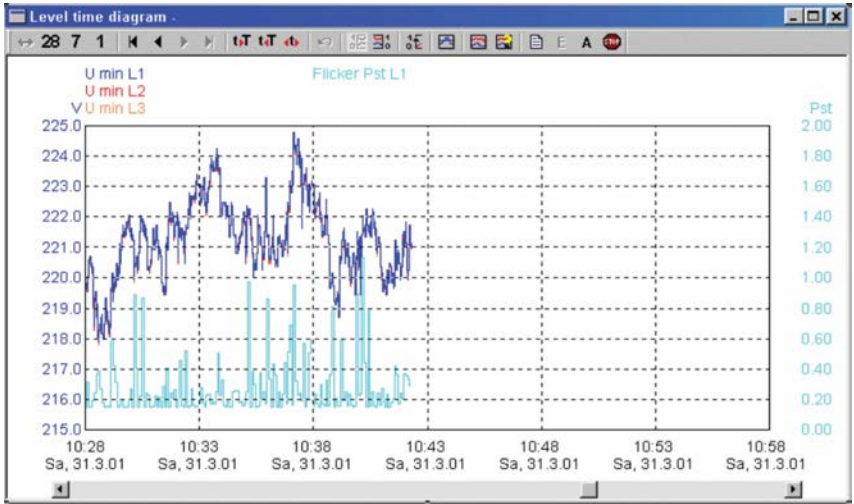 Level time diagram -
28 7 1 t▸T t◂T ◂t▸ E A STOP
U min L1 Flicker Pst L1
U min L2
V U min L3 Pst
225.0 2.00
224.0 1.80
223.0 1.60
222.0 1.40
221.0 1.20
220.0 1.00
219.0 0.80
218.0 0.60
217.0 0.40
216.0 0.20
215.0 0.00
10:28 10:33 10:38 10:43 10:48 10:53 10:58
Sa, 31.3.01 Sa, 31.3.01 Sa, 31.3.01 Sa, 31.3.01 Sa, 31.3.01 Sa, 31.3.01 Sa, 31.3.01